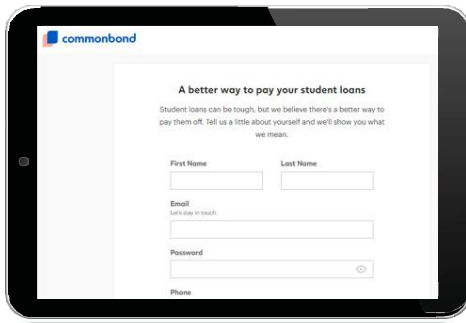 commonbond
A better way to pay your student loans
Student loans can be tough, but we believe there's a better way to
pay them off. Tell us a little about yourself and we'll show you what
we mean.
First Name Last Name
Email
Let's stay in touch.
Password
Phone